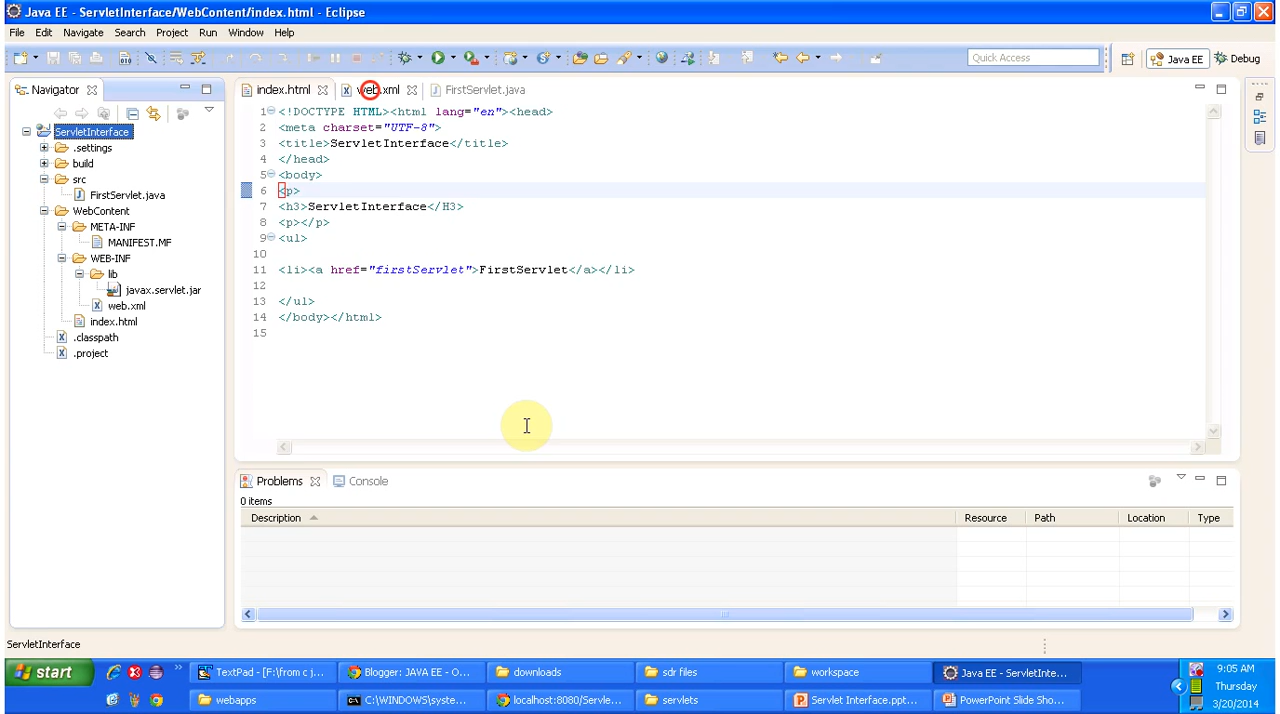 Java EE - ServletInterface/WebContent/index.html - Eclipse
File Edit Navigate Search Project Run Window Help
Quick Access
Java EE
Debug
Navigator
index.html
web.xml
FirstServlet.java
ServletInterface
.settings
build
src
FirstServlet.java
WebContent
META-INF
MANIFEST.MF
WEB-INF
lib
javax.servlet.jar
web.xml
index.html
.classpath
.project
1 <!DOCTYPE HTML><html lang="en"><head>
2 <meta charset="UTF-8">
3 <title>ServletInterface</title>
4 </head>
5 <body>
6 <p>
7 <h3>ServletInterface</H3>
8 <p></p>
9 <ul>
10
11 <li><a href="firstServlet">FirstServlet</a></li>
12
13 </ul>
14 </body></html>
15
Problems
Console
0 items
Description Resource Path Location Type
ServletInterface
start
TextPad - [F:\from c j...
Blogger: JAVA EE - O...
downloads
sdr files
workspace
Java EE - ServletInte...
9:05 AM
webapps
C:\WINDOWS\syste...
localhost:8080/Servle...
servlets
Servlet Interface.ppt...
PowerPoint Slide Sho...
Thursday
3/20/2014